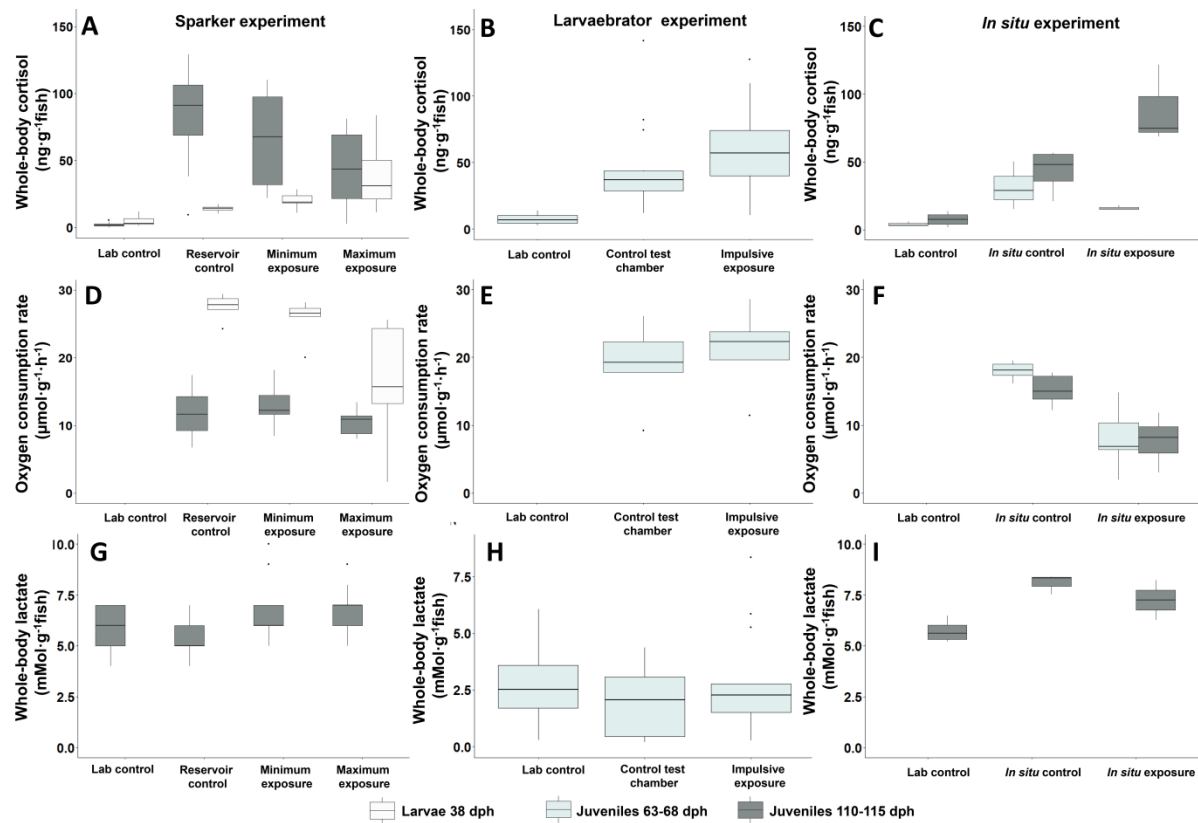 Sparker experiment
Larvaebrator experiment
In situ experiment
A
B
C
Whole-body cortisol
(ng·g⁻¹fish)
150
100
50
0
Lab control
Reservoir
control
Minimum
exposure
Maximum
exposure
Whole-body cortisol
(ng·g⁻¹fish)
150
100
50
0
Lab control
Control test
chamber
Impulsive
exposure
Whole-body cortisol
(ng·g⁻¹fish)
150
100
50
0
Lab control
In situ control
In situ exposure
D
E
F
Oxygen consumption rate
(µmol·g⁻¹·h⁻¹)
30
20
10
0
Lab control
Reservoir
control
Minimum
exposure
Maximum
exposure
Oxygen consumption rate
(µmol·g⁻¹·h⁻¹)
30
20
10
0
Lab control
Control test
chamber
Impulsive
exposure
Oxygen consumption rate
(µmol·g⁻¹·h⁻¹)
30
20
10
0
Lab control
In situ control
In situ exposure
G
H
I
Whole-body lactate
(mMol·g⁻¹fish)
10.0
7.5
5.0
2.5
0.0
Lab control
Reservoir
control
Minimum
exposure
Maximum
exposure
Whole-body lactate
(mMol·g⁻¹fish)
7.5
5.0
2.5
0.0
Lab control
Control test
chamber
Impulsive
exposure
Whole-body lactate
(mMol·g⁻¹fish)
10.0
7.5
5.0
2.5
0.0
Lab control
In situ control
In situ exposure
Larvae 38 dph
Juveniles 63-68 dph
Juveniles 110-115 dph